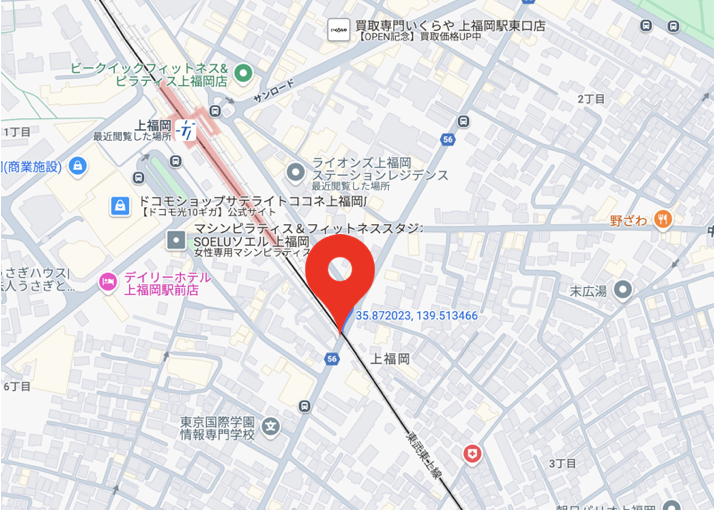 買取専門いくらや 上福岡駅東口店
【OPEN記念】買取価格UP中
ビークイックフィットネス&
ピラティス上福岡店
サンロード
2丁目
1丁目
上福岡
最近閲覧した場所
(商業施設)
ライオンズ上福岡
ステーションレジデンス
最近閲覧した場所
ドコモショップサテライトココネ上福岡
【ドコモ光10ギガ】公式サイト
56
野ざわ
マシンピラティス＆フィットネススタジ
SOELUソエル 上福岡
女性専用マシンピラティス
うさぎハウス|
法人うさぎと...
デイリーホテル
上福岡駅前店
末広湯
35.872023, 139.513466
56
上福岡
6丁目
東京国際学園
情報専門学校
東武東上線
3丁目
朝日バリオ上福岡